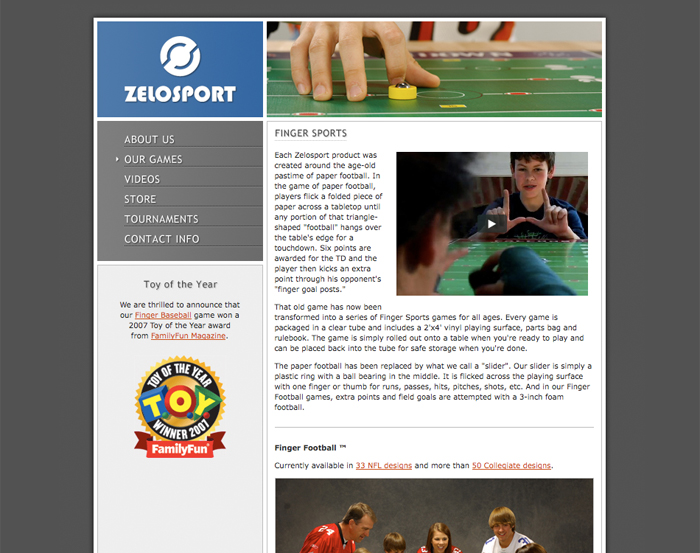 ZELOSPORT
ABOUT US
OUR GAMES
VIDEOS
STORE
TOURNAMENTS
CONTACT INFO
Toy of the Year
We are thrilled to announce that
our Finger Baseball game won a
2007 Toy of the Year award
from FamilyFun Magazine.
TOY OF THE YEAR
T.O.Y.
WINNER 2007
FamilyFun
FINGER SPORTS
Each Zelosport product was
created around the age-old
pastime of paper football. In
the game of paper football,
players flick a folded piece of
paper across a tabletop until
any portion of that triangle-
shaped "football" hangs over
the table's edge for a
touchdown. Six points are
awarded for the TD and the
player then kicks an extra
point through his opponent's
"finger goal posts."
That old game has now been
transformed into a series of Finger Sports games for all ages. Every game is
packaged in a clear tube and includes a 2'x4' vinyl playing surface, parts bag and
rulebook. The game is simply rolled out onto a table when you're ready to play and
can be placed back into the tube for safe storage when you're done.
The paper football has been replaced by what we call a "slider". Our slider is simply a
plastic ring with a ball bearing in the middle. It is flicked across the playing surface
with one finger or thumb for runs, passes, hits, pitches, shots, etc. And in our Finger
Football games, extra points and field goals are attempted with a 3-inch foam
football.
Finger Football ™
Currently available in 33 NFL designs and more than 50 Collegiate designs.